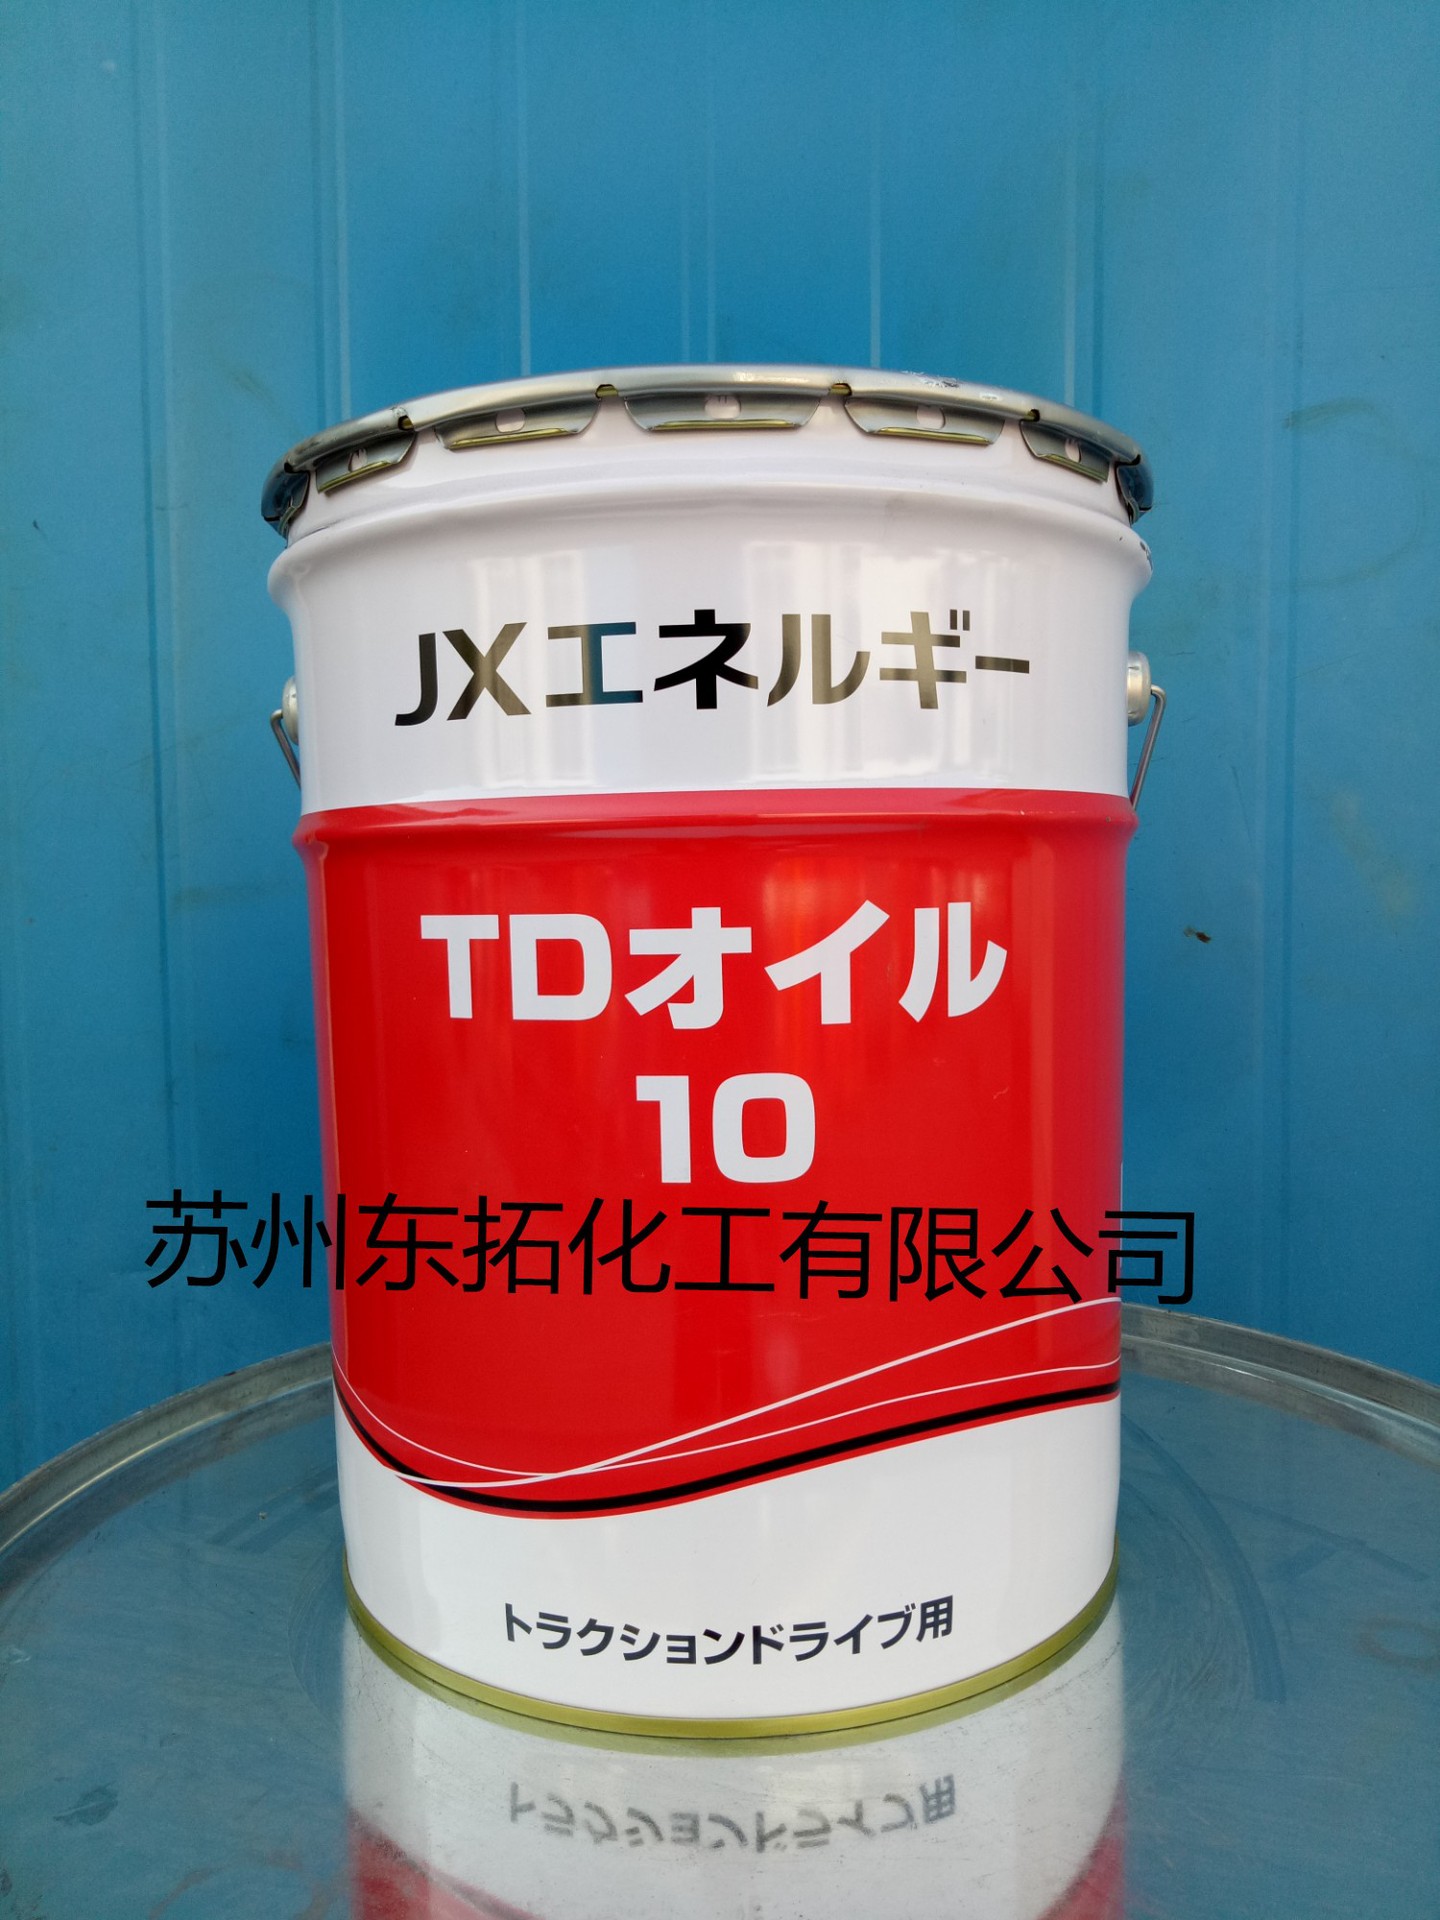 JXエネルギー
TDオイル
10
苏州东拓化工有限公司
トラクションドライブ用